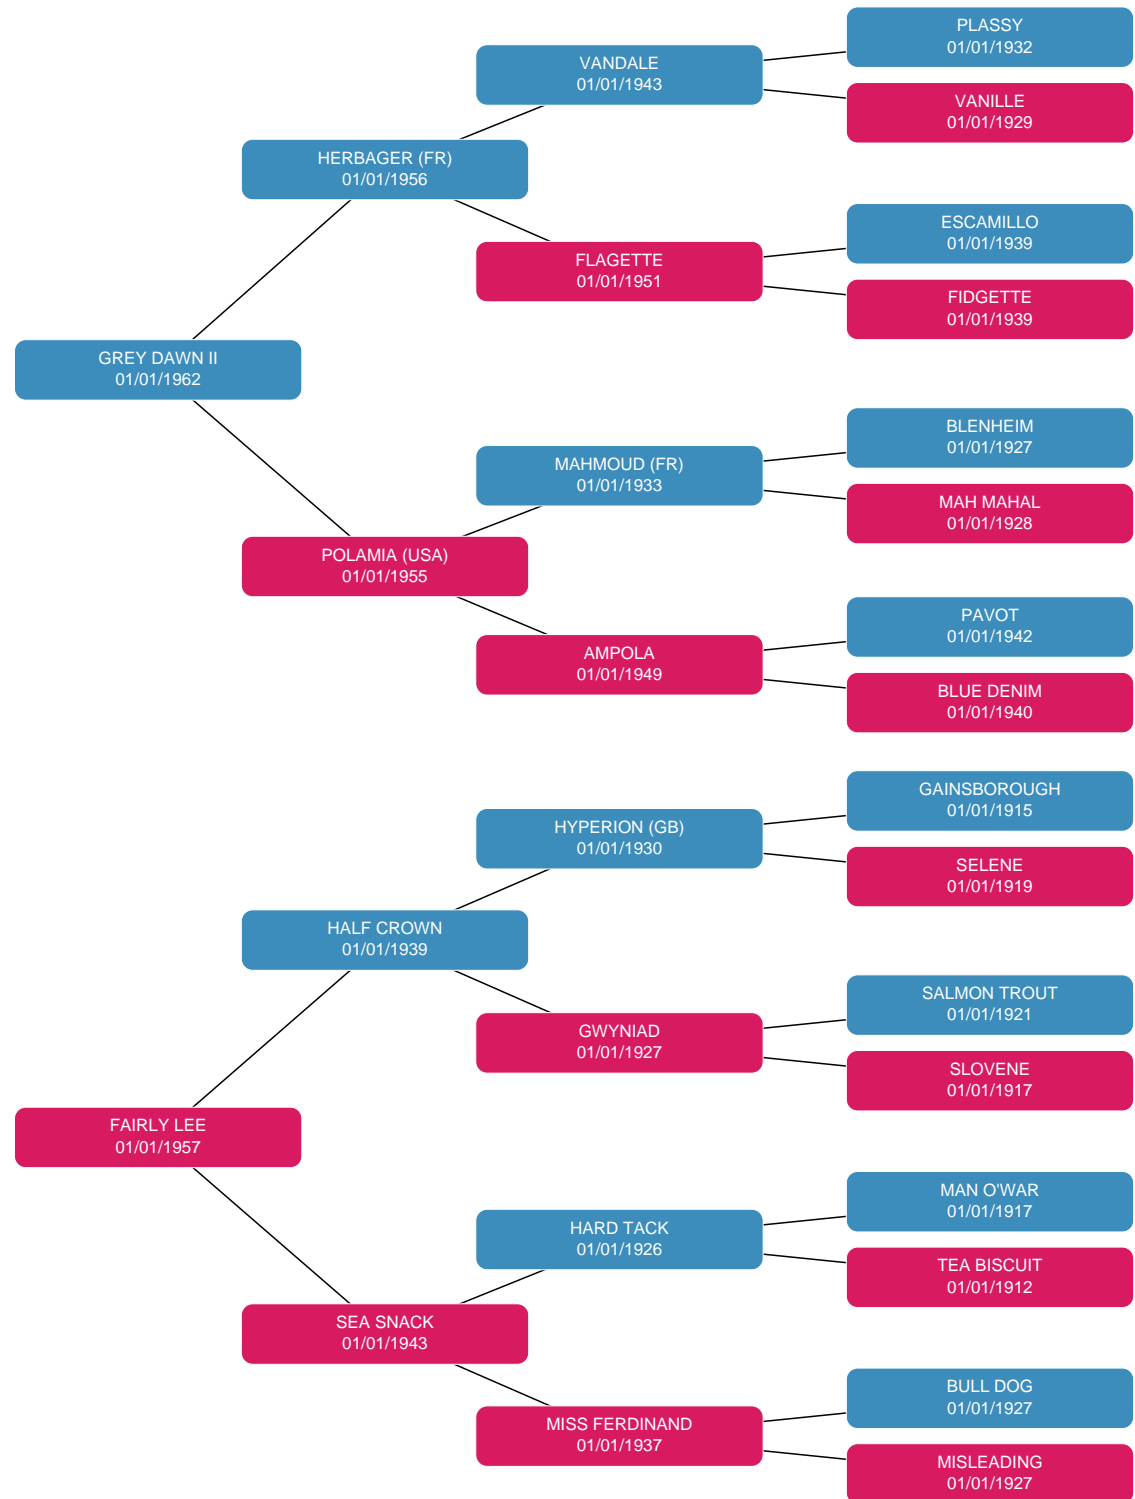 PLASSY
01/01/1932
VANDALE
01/01/1943
VANILLE
01/01/1929
HERBAGER (FR)
01/01/1956
ESCAMILLO
01/01/1939
FLAGETTE
01/01/1951
FIDGETTE
01/01/1939
GREY DAWN II
01/01/1962
BLENHEIM
01/01/1927
MAHMOUD (FR)
01/01/1933
MAH MAHAL
01/01/1928
POLAMIA (USA)
01/01/1955
PAVOT
01/01/1942
AMPOLA
01/01/1949
BLUE DENIM
01/01/1940
GAINSBOROUGH
01/01/1915
HYPERION (GB)
01/01/1930
SELENE
01/01/1919
HALF CROWN
01/01/1939
SALMON TROUT
01/01/1921
GWYNIAD
01/01/1927
SLOVENE
01/01/1917
FAIRLY LEE
01/01/1957
MAN O'WAR
01/01/1917
HARD TACK
01/01/1926
TEA BISCUIT
01/01/1912
SEA SNACK
01/01/1943
BULL DOG
01/01/1927
MISS FERDINAND
01/01/1937
MISLEADING
01/01/1927